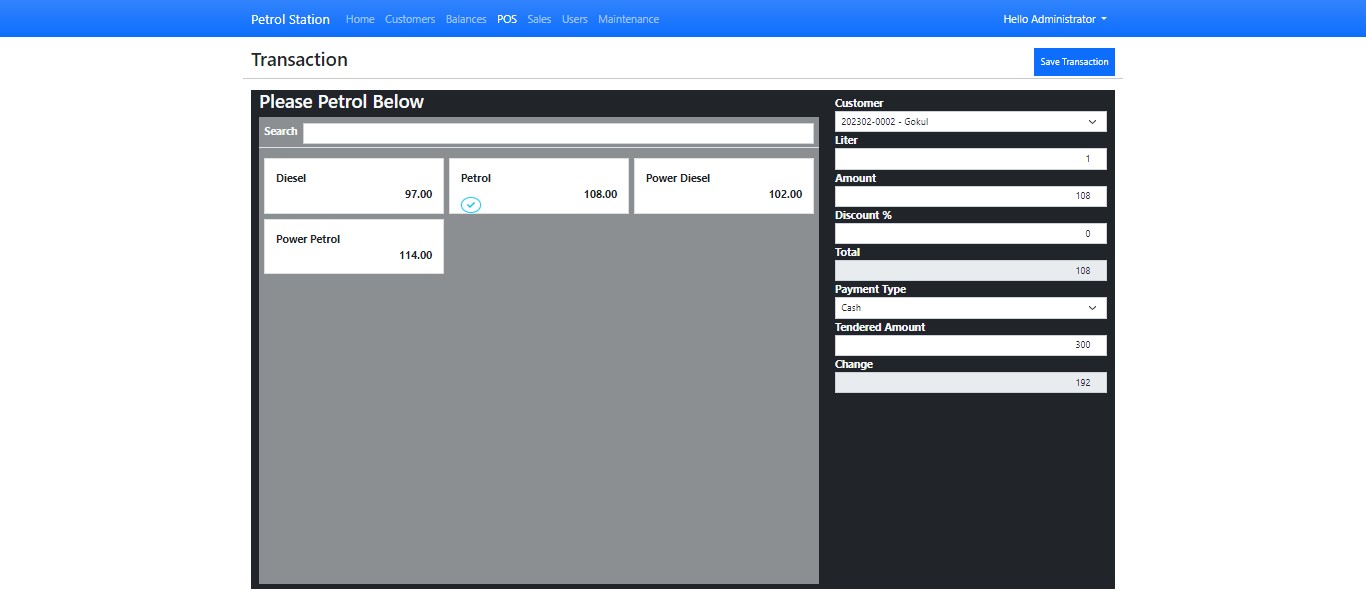 Petrol Station Home Customers Balances POS Sales Users Maintenance Hello Administrator
Transaction Save Transaction
Please Petrol Below
Search
Diesel
97.00
Petrol
108.00
Power Diesel
102.00
Power Petrol
114.00
Customer
202302-0002 - Gokul
Liter
1
Amount
108
Discount %
0
Total
108
Payment Type
Cash
Tendered Amount
300
Change
192